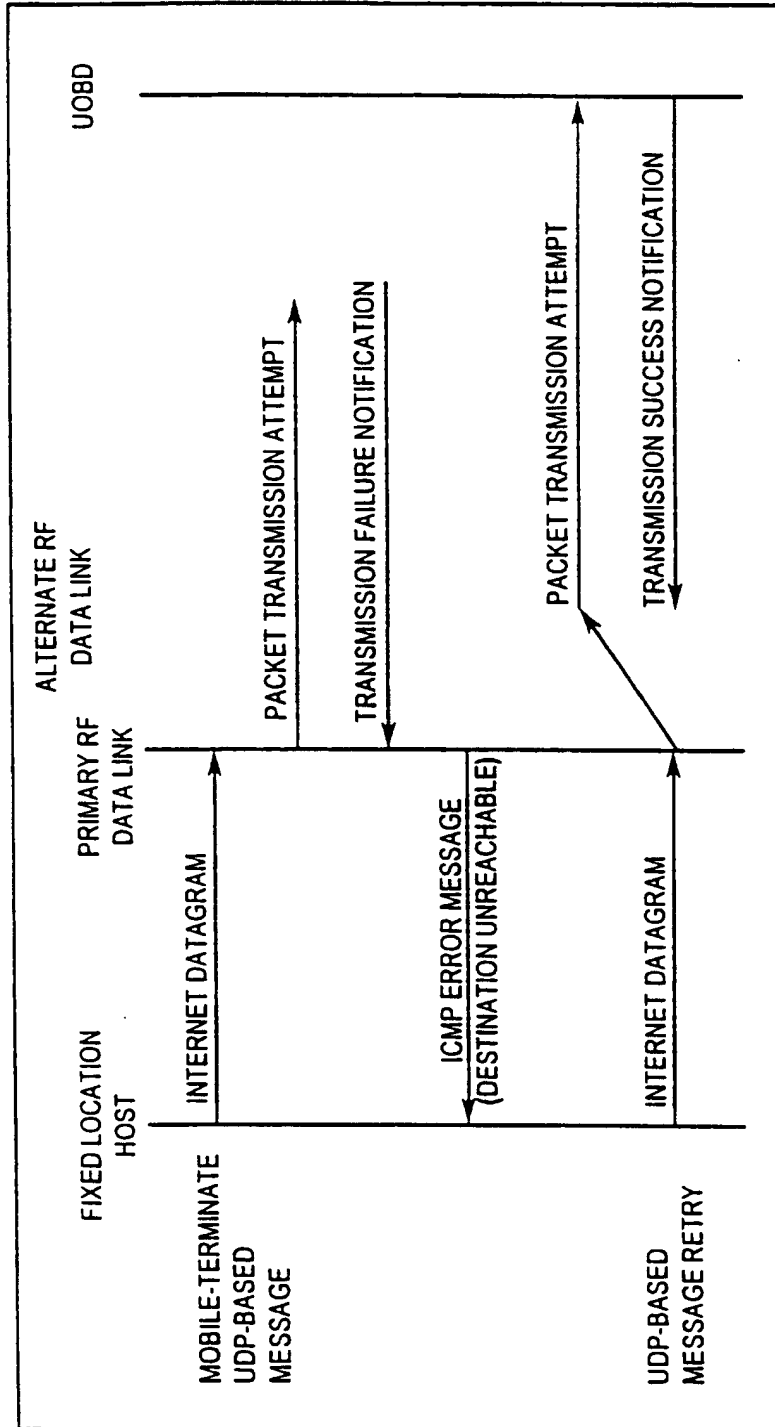 FIXED LOCATION
HOST
PRIMARY RF
DATA LINK
ALTERNATE RF
DATA LINK
UOBD
MOBILE-TERMINATE
UDP-BASED
MESSAGE
INTERNET DATAGRAM
PACKET TRANSMISSION ATTEMPT
TRANSMISSION FAILURE NOTIFICATION
ICMP ERROR MESSAGE
(DESTINATION UNREACHABLE)
UDP-BASED
MESSAGE RETRY
INTERNET DATAGRAM
PACKET TRANSMISSION ATTEMPT
TRANSMISSION SUCCESS NOTIFICATION